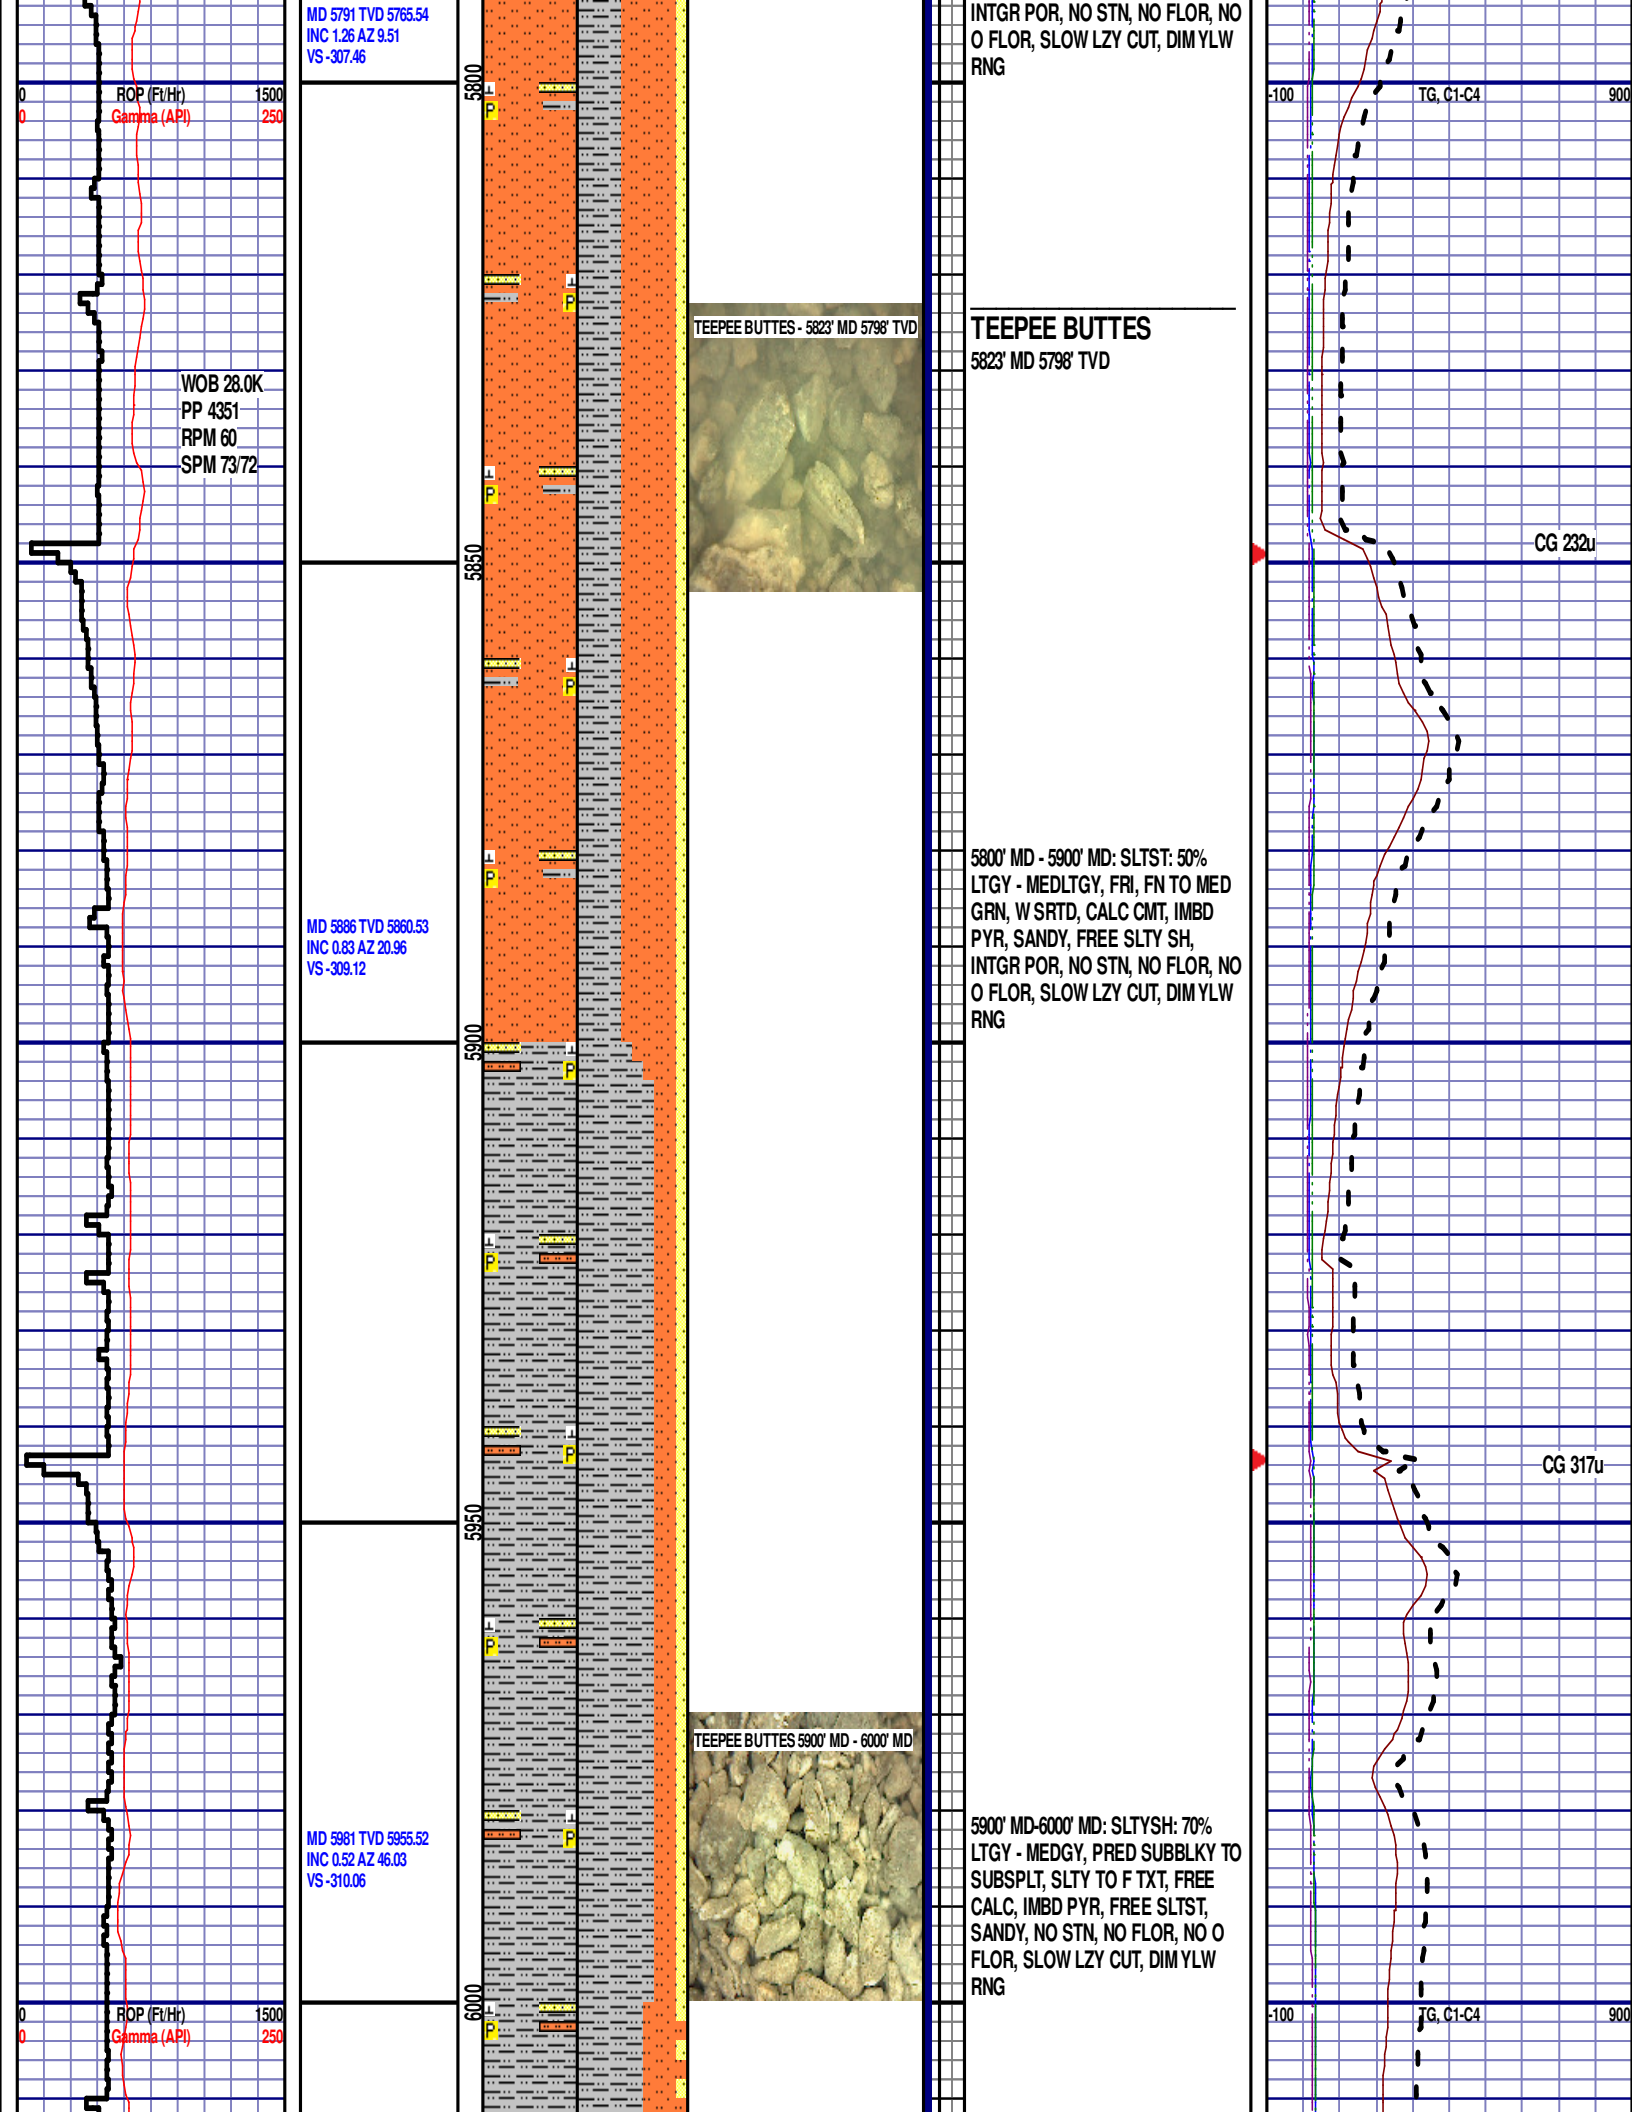 MD 5791 TVD 5765.54
INC 1.26 AZ 9.51
VS -307.46
INTGR POR, NO STN, NO FLOR, NO
O FLOR, SLOW LZY CUT, DIM YLW
RNG
5800
0 ROP (Ft/Hr) 1500
0 Gamma (API) 250
-100 TG, C1-C4 900
P
P
TEEPEE BUTTES - 5823' MD 5798' TVD
TEEPEE BUTTES
5823' MD 5798' TVD
WOB 28.0K
PP 4351
RPM 60
SPM 73/72
P
CG 232u
5850
P
P
5800' MD - 5900' MD: SLTST: 50%
LTGY - MEDLTGY, FRI, FN TO MED
GRN, W SRTD, CALC CMT, IMBD
PYR, SANDY, FREE SLTY SH,
INTGR POR, NO STN, NO FLOR, NO
O FLOR, SLOW LZY CUT, DIM YLW
RNG
MD 5886 TVD 5860.53
INC 0.83 AZ 20.96
VS -309.12
5900
P
P
P
CG 317u
5950
P
TEEPEE BUTTES 5900' MD - 6000' MD
P
MD 5981 TVD 5955.52
INC 0.52 AZ 46.03
VS -310.06
5900' MD-6000' MD: SLTYSH: 70%
LTGY - MEDGY, PRED SUBBLKY TO
SUBSPLT, SLTY TO F TXT, FREE
CALC, IMBD PYR, FREE SLTST,
SANDY, NO STN, NO FLOR, NO O
FLOR, SLOW LZY CUT, DIM YLW
RNG
6000
0 ROP (Ft/Hr) 1500
0 Gamma (API) 250
P
-100 TG, C1-C4 900